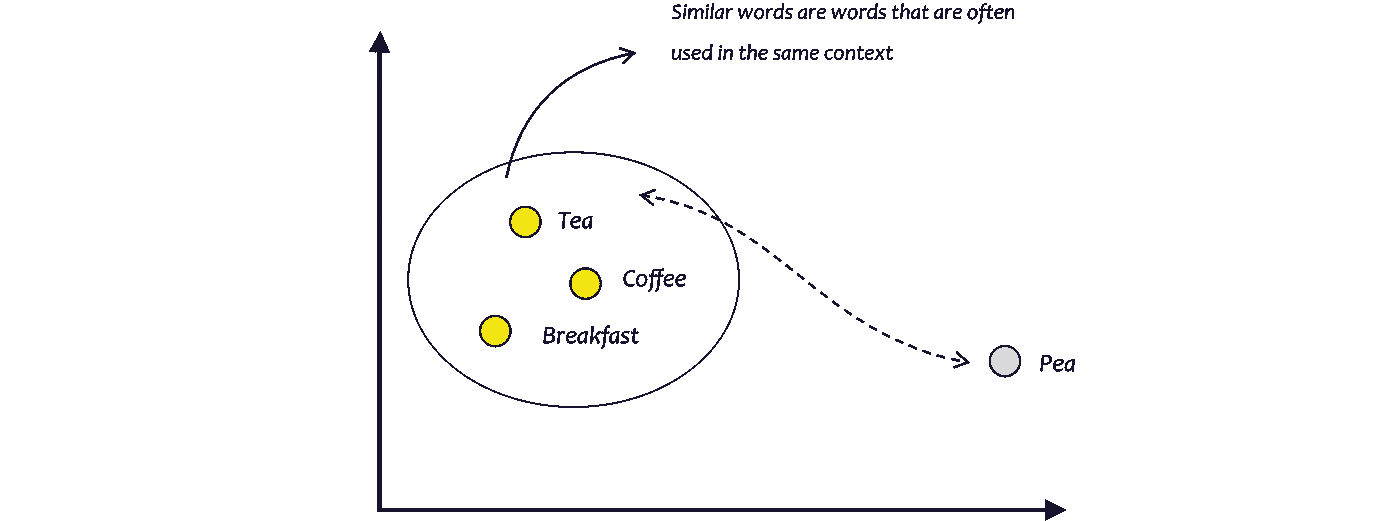 Similar words are words that are often
used in the same context
Tea
Coffee
Breakfast
Pea